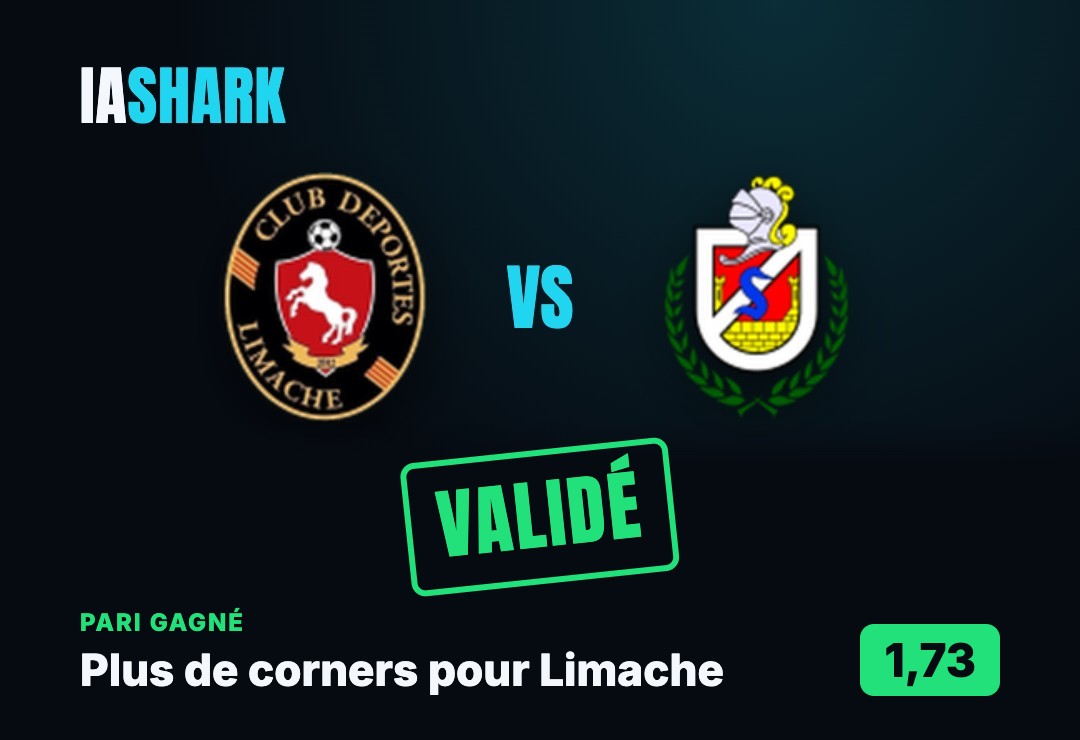 IASHARK
CLUB DEPORTES
LIMACHE
VS
VALIDÉ
PARI GAGNÉ
Plus de corners pour Limache
1,73